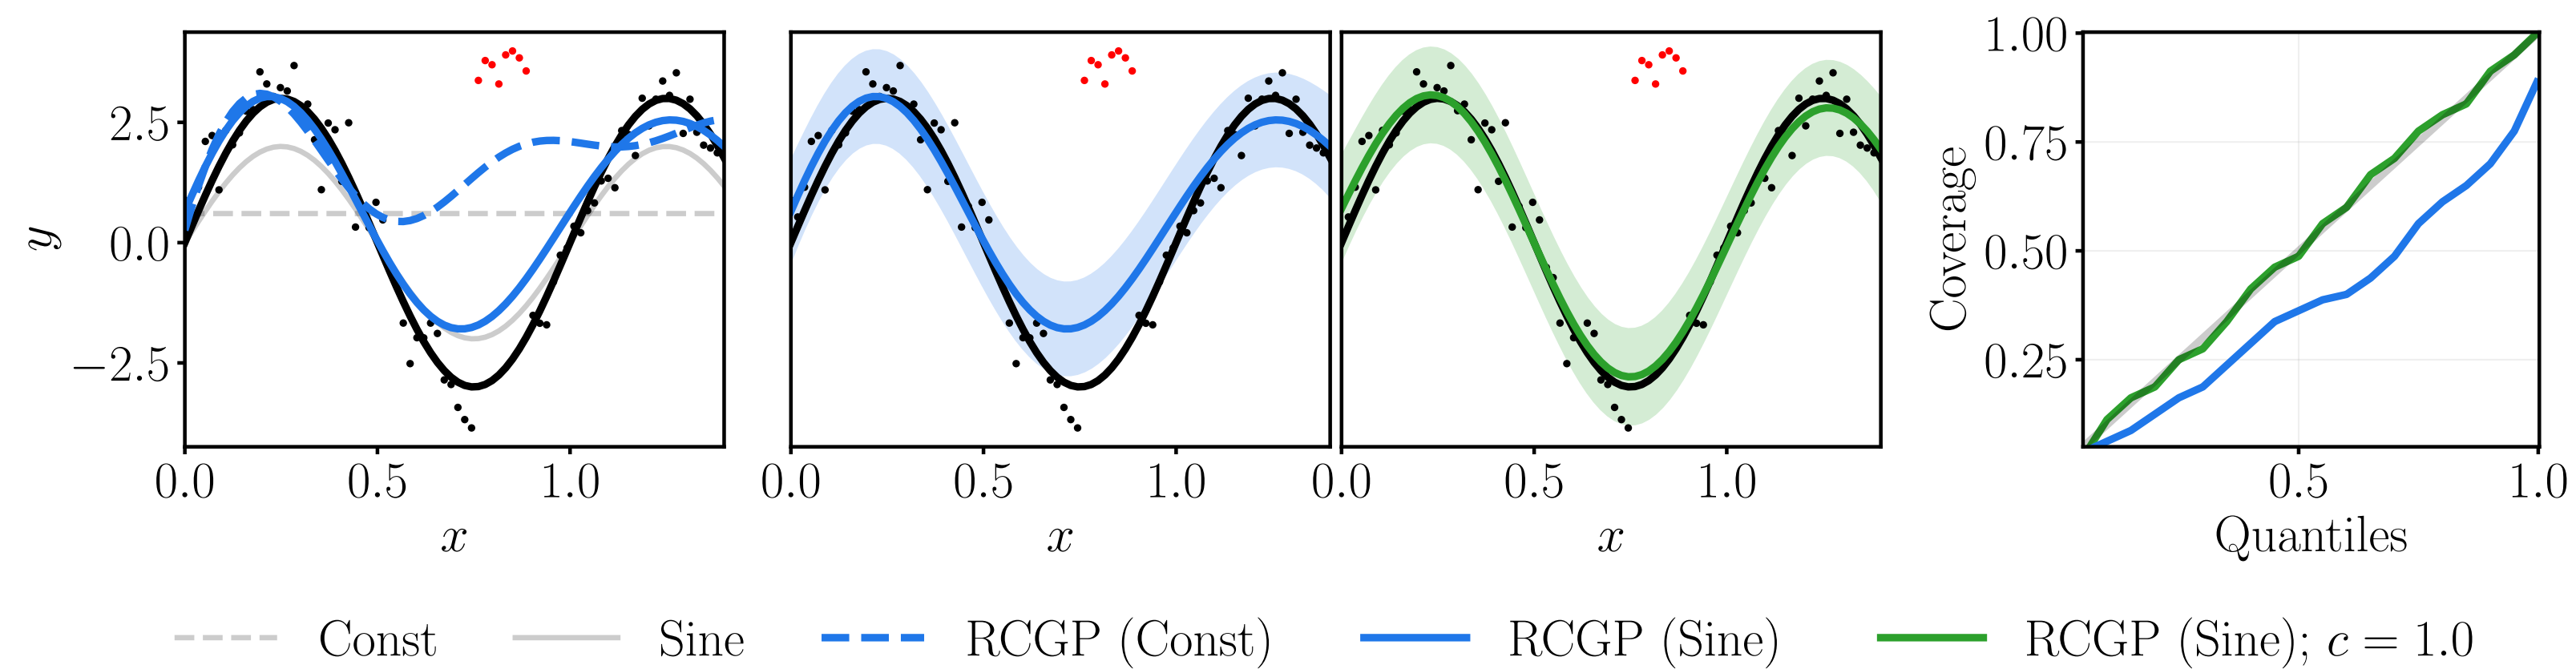 y
2.5
0.0
−2.5
0.0 0.5 1.0
x
0.0 0.5 1.0
x
0.0 0.5 1.0
x
Coverage
1.00
0.75
0.50
0.25
0.5 1.0
Quantiles
Const Sine RCGP (Const) RCGP (Sine) RCGP (Sine); c = 1.0